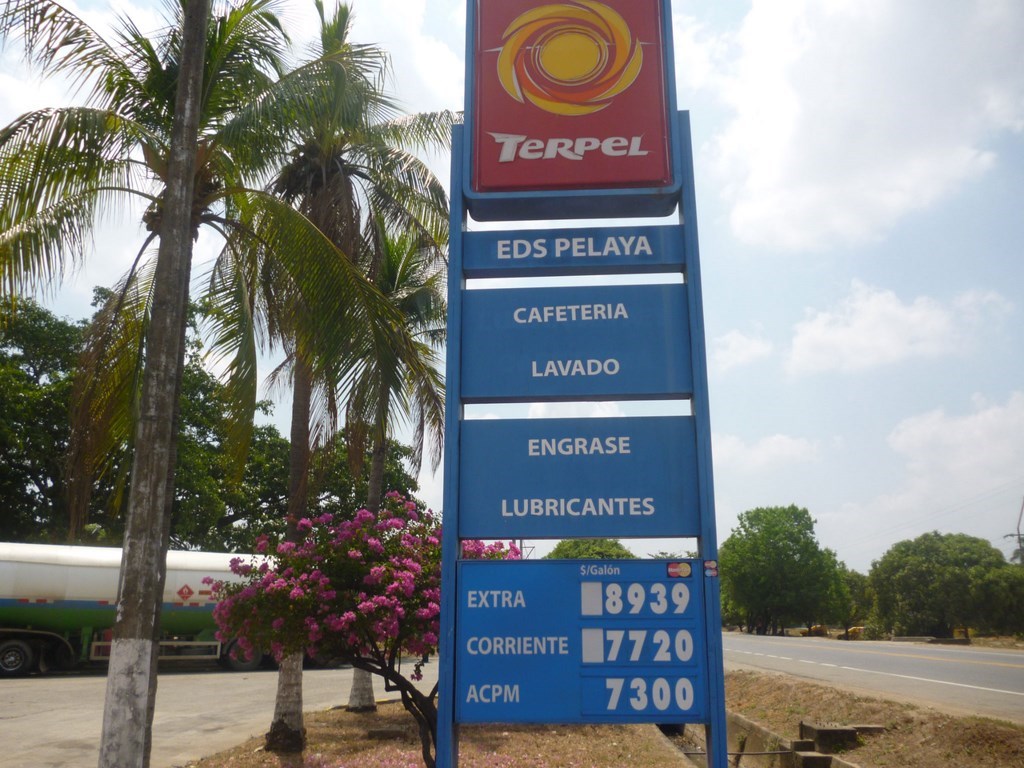 Terpel
EDS PELAYA
CAFETERIA
LAVADO
ENGRASE
LUBRICANTES
$/Galón
EXTRA 8939
CORRIENTE 7720
ACPM 7300